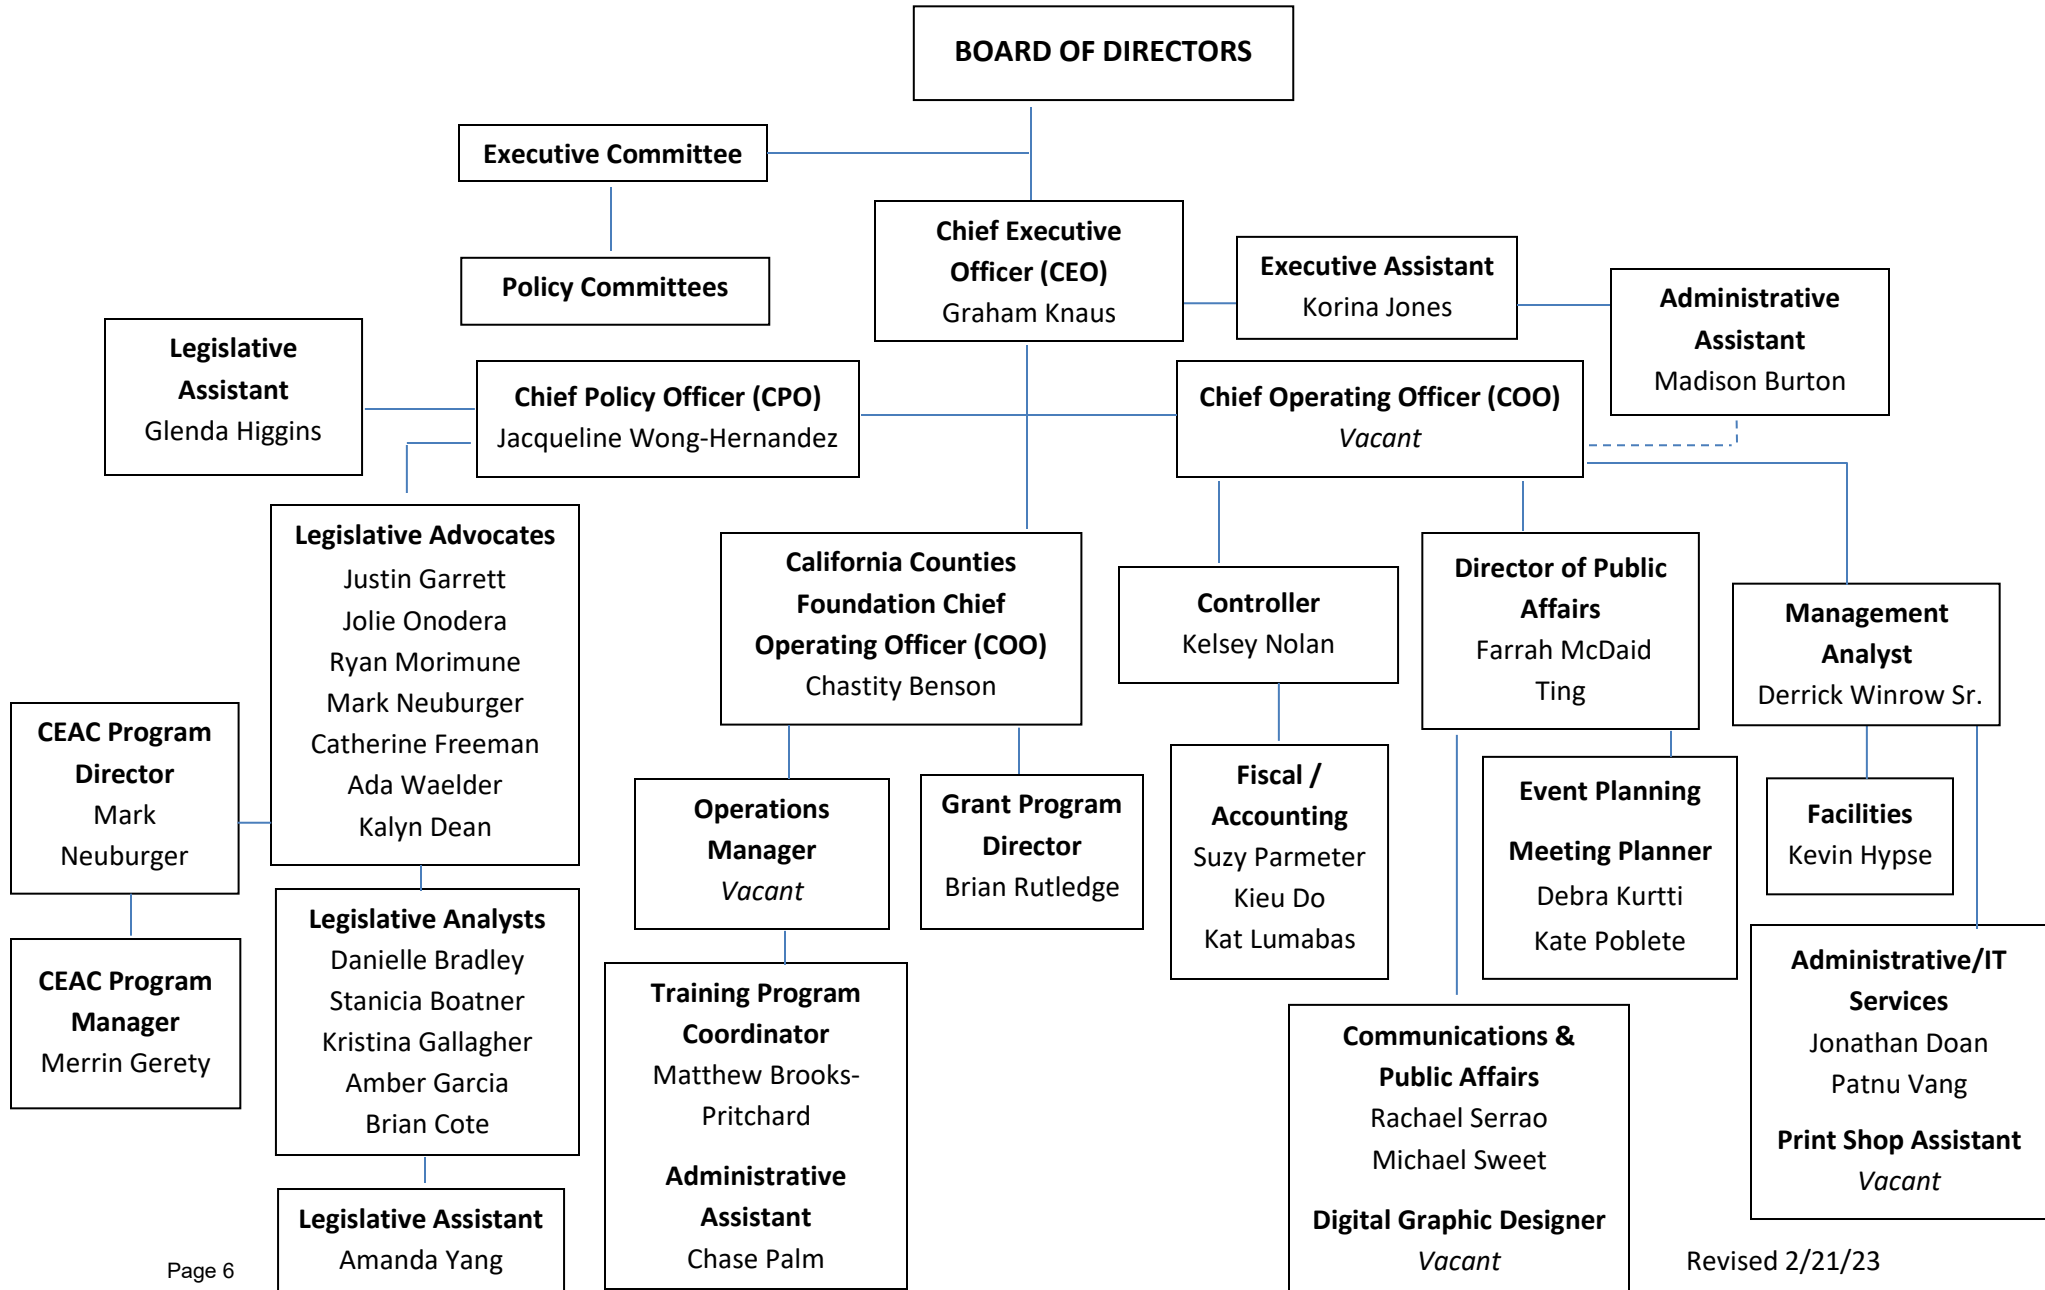 BOARD OF DIRECTORS
Executive Committee
Policy Committees
Chief Executive
Officer (CEO)
Graham Knaus
Executive Assistant
Korina Jones
Administrative
Assistant
Madison Burton
Legislative
Assistant
Glenda Higgins
Chief Policy Officer (CPO)
Jacqueline Wong-Hernandez
Chief Operating Officer (COO)
Vacant
Legislative Advocates
Justin Garrett
Jolie Onodera
Ryan Morimune
Mark Neuburger
Catherine Freeman
Ada Waelder
Kalyn Dean
California Counties
Foundation Chief
Operating Officer (COO)
Chastity Benson
Controller
Kelsey Nolan
Director of Public
Affairs
Farrah McDaid
Ting
Management
Analyst
Derrick Winrow Sr.
CEAC Program
Director
Mark
Neuburger
CEAC Program
Manager
Merrin Gerety
Legislative Analysts
Danielle Bradley
Stanicia Boatner
Kristina Gallagher
Amber Garcia
Brian Cote
Legislative Assistant
Amanda Yang
Operations
Manager
Vacant
Grant Program
Director
Brian Rutledge
Training Program
Coordinator
Matthew Brooks-
Pritchard
Administrative
Assistant
Chase Palm
Fiscal /
Accounting
Suzy Parmeter
Kieu Do
Kat Lumabas
Event Planning
Meeting Planner
Debra Kurtti
Kate Poblete
Communications &
Public Affairs
Rachael Serrao
Michael Sweet
Digital Graphic Designer
Vacant
Facilities
Kevin Hypse
Administrative/IT
Services
Jonathan Doan
Patnu Vang
Print Shop Assistant
Vacant
Page 6
Revised 2/21/23